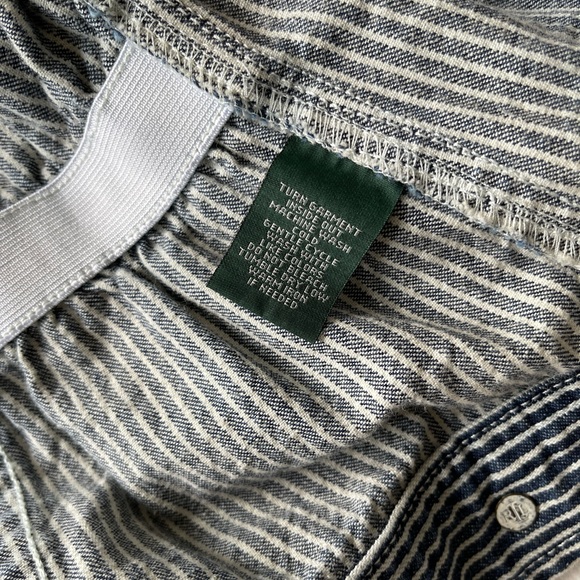 TURN GARMENT
INSIDE OUT
MACHINE WASH
COLD
GENTLE CYCLE
WASH WITH
LIKE COLORS
DO NOT BLEACH
TUMBLE DRY LOW
WARM IRON
IF NEEDED